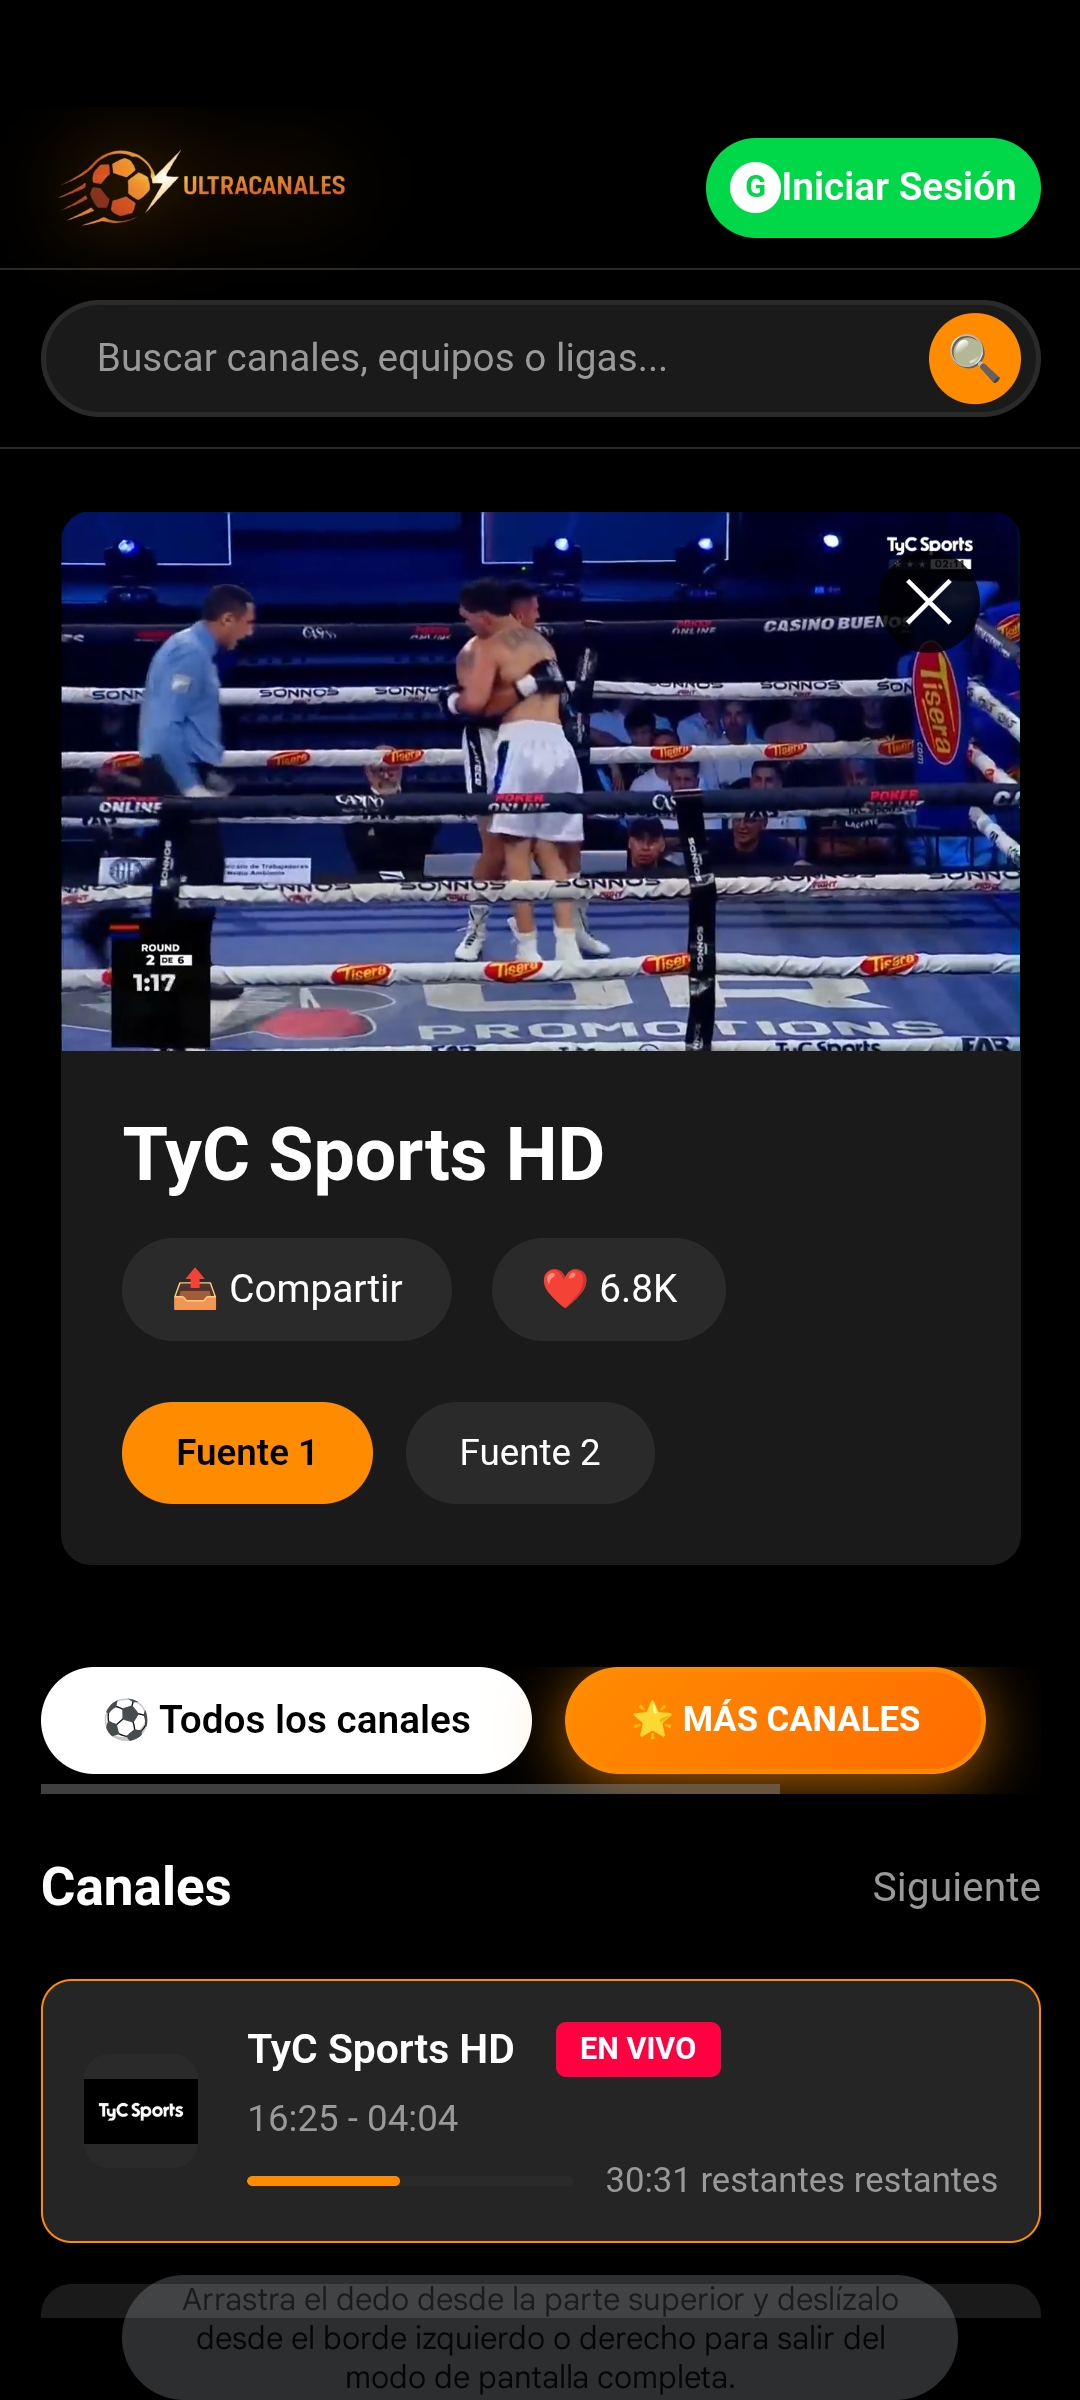 ULTRACANALES
G Iniciar Sesión
Buscar canales, equipos o ligas...
TyC Sports
CASINO BUENOS
POKER
ONLINE
SONNOS
Tisera
ROUND
2 DE 6
1:17
PROMOTIONS
TyC Sports
TyC Sports HD
Compartir
6.8K
Fuente 1
Fuente 2
Todos los canales
MÁS CANALES
Canales
Siguiente
TyC Sports
TyC Sports HD
EN VIVO
16:25 - 04:04
30:31 restantes restantes
Arrastra el dedo desde la parte superior y deslízalo
desde el borde izquierdo o derecho para salir del
modo de pantalla completa.